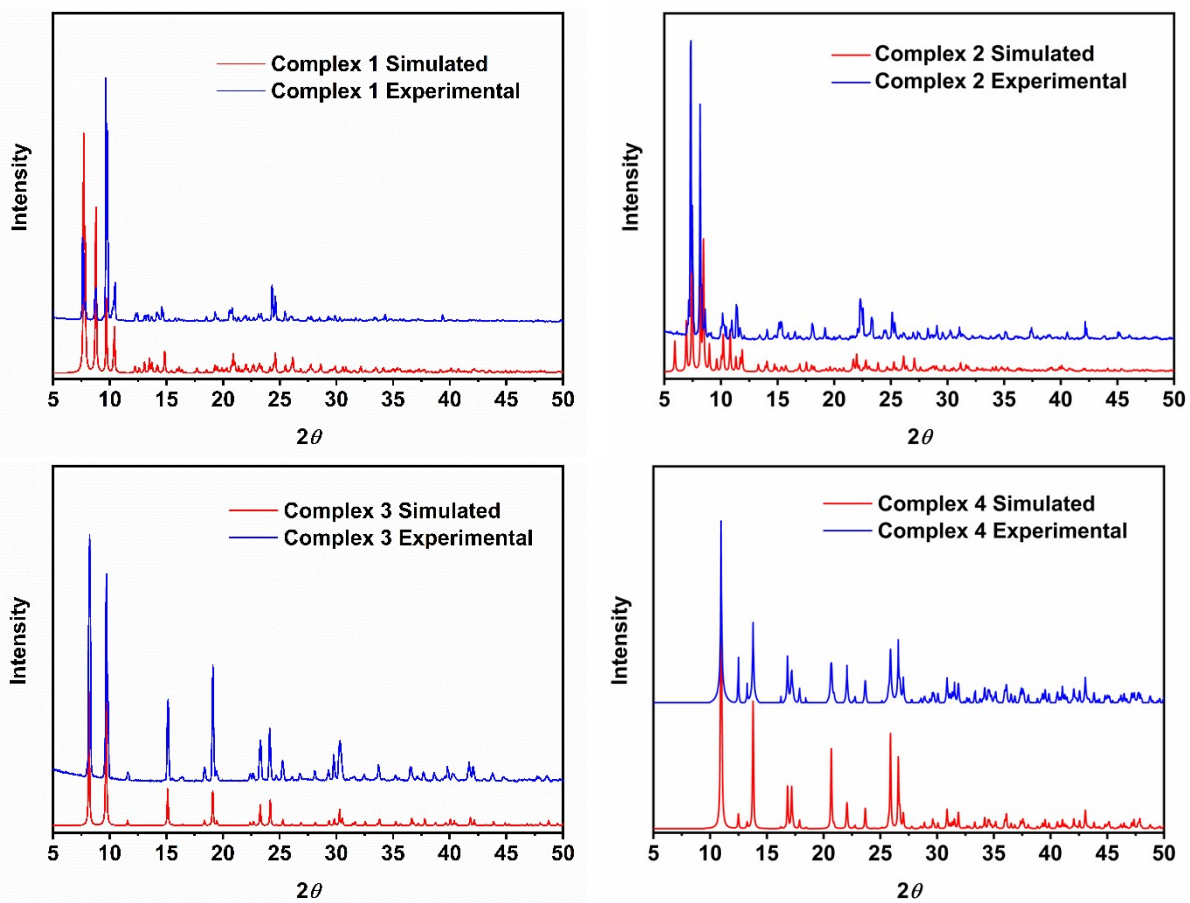 Complex 1 Simulated
Complex 1 Experimental
Intensity
5 10 15 20 25 30 35 40 45 50
2θ
Complex 2 Simulated
Complex 2 Experimental
Intensity
5 10 15 20 25 30 35 40 45 50
2θ
Complex 3 Simulated
Complex 3 Experimental
Intensity
5 10 15 20 25 30 35 40 45 50
2θ
Complex 4 Simulated
Complex 4 Experimental
Intensity
5 10 15 20 25 30 35 40 45 50
2θ